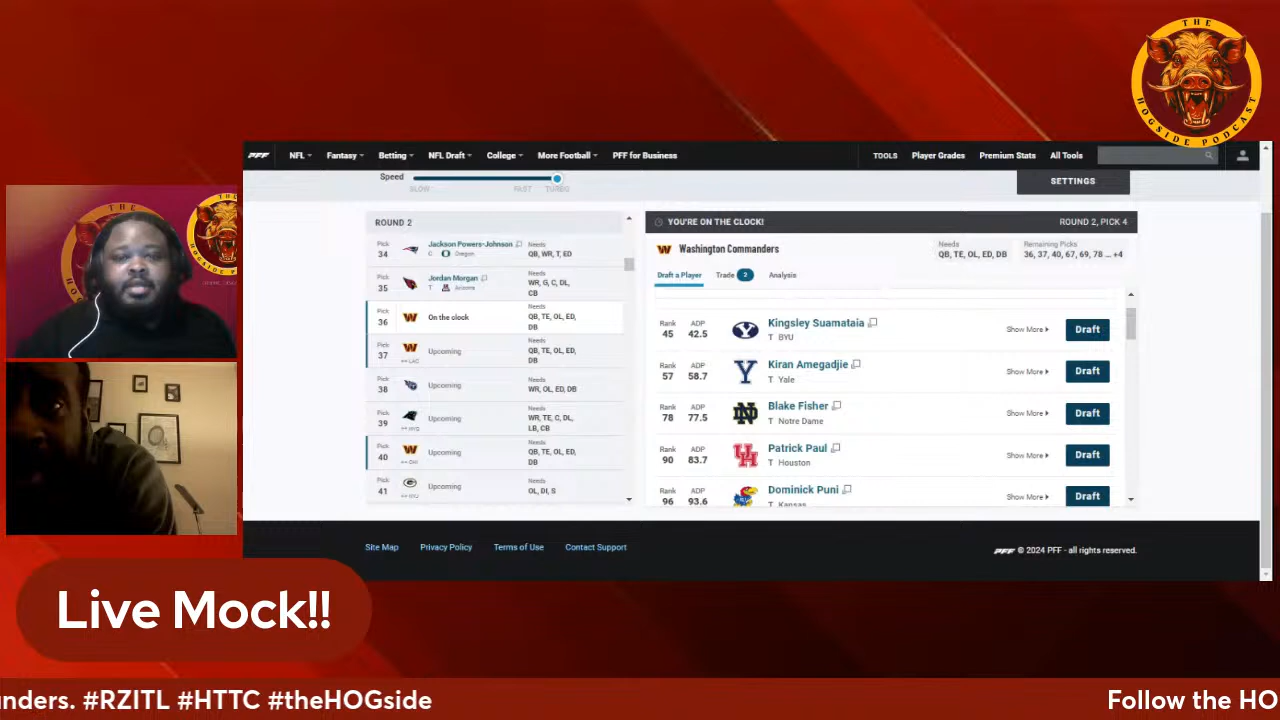 THE
HOGSIDE PODCAST
PFF
NFL
Fantasy
Betting
NFL Draft
College
More Football
PFF for Business
TOOLS
Player Grades
Premium Stats
All Tools
Speed
SLOW
FAST
TURBO
SETTINGS
ROUND 2
Pick
34
Jackson Powers-Johnson
C
Oregon
Needs
QB, WR, T, ED
Pick
35
Jordan Morgan
T
Arizona
Needs
WR, G, C, DL,
CB
Pick
36
On the clock
Needs
QB, TE, OL, ED,
DB
Pick
37
Upcoming
Needs
QB, TE, OL, ED,
DB
Pick
38
Upcoming
Needs
WR, OL, ED, DB
Pick
39
Upcoming
Needs
WR, TE, C, DL,
LB, CB
Pick
40
Upcoming
Needs
QB, TE, OL, ED,
DB
Pick
41
Upcoming
Needs
OL, DI, S
YOU'RE ON THE CLOCK!
ROUND 2, PICK 4
Washington Commanders
Needs
QB, TE, OL, ED, DB
Remaining Picks
36, 37, 40, 67, 69, 78 ... +4
Draft a Player
Trade 2
Analysis
Rank
45
ADP
42.5
Kingsley Suamataia
T BYU
Show More
Draft
Rank
57
ADP
58.7
Kiran Amegadjie
T Yale
Show More
Draft
Rank
78
ADP
77.5
Blake Fisher
T Notre Dame
Show More
Draft
Rank
90
ADP
83.7
Patrick Paul
T Houston
Show More
Draft
Rank
96
ADP
93.6
Dominick Puni
T Kansas
Show More
Draft
Site Map
Privacy Policy
Terms of Use
Contact Support
PFF © 2024 PFF - all rights reserved.
Live Mock!!
nders. #RZITL #HTTC #theHOGside
Follow the HO